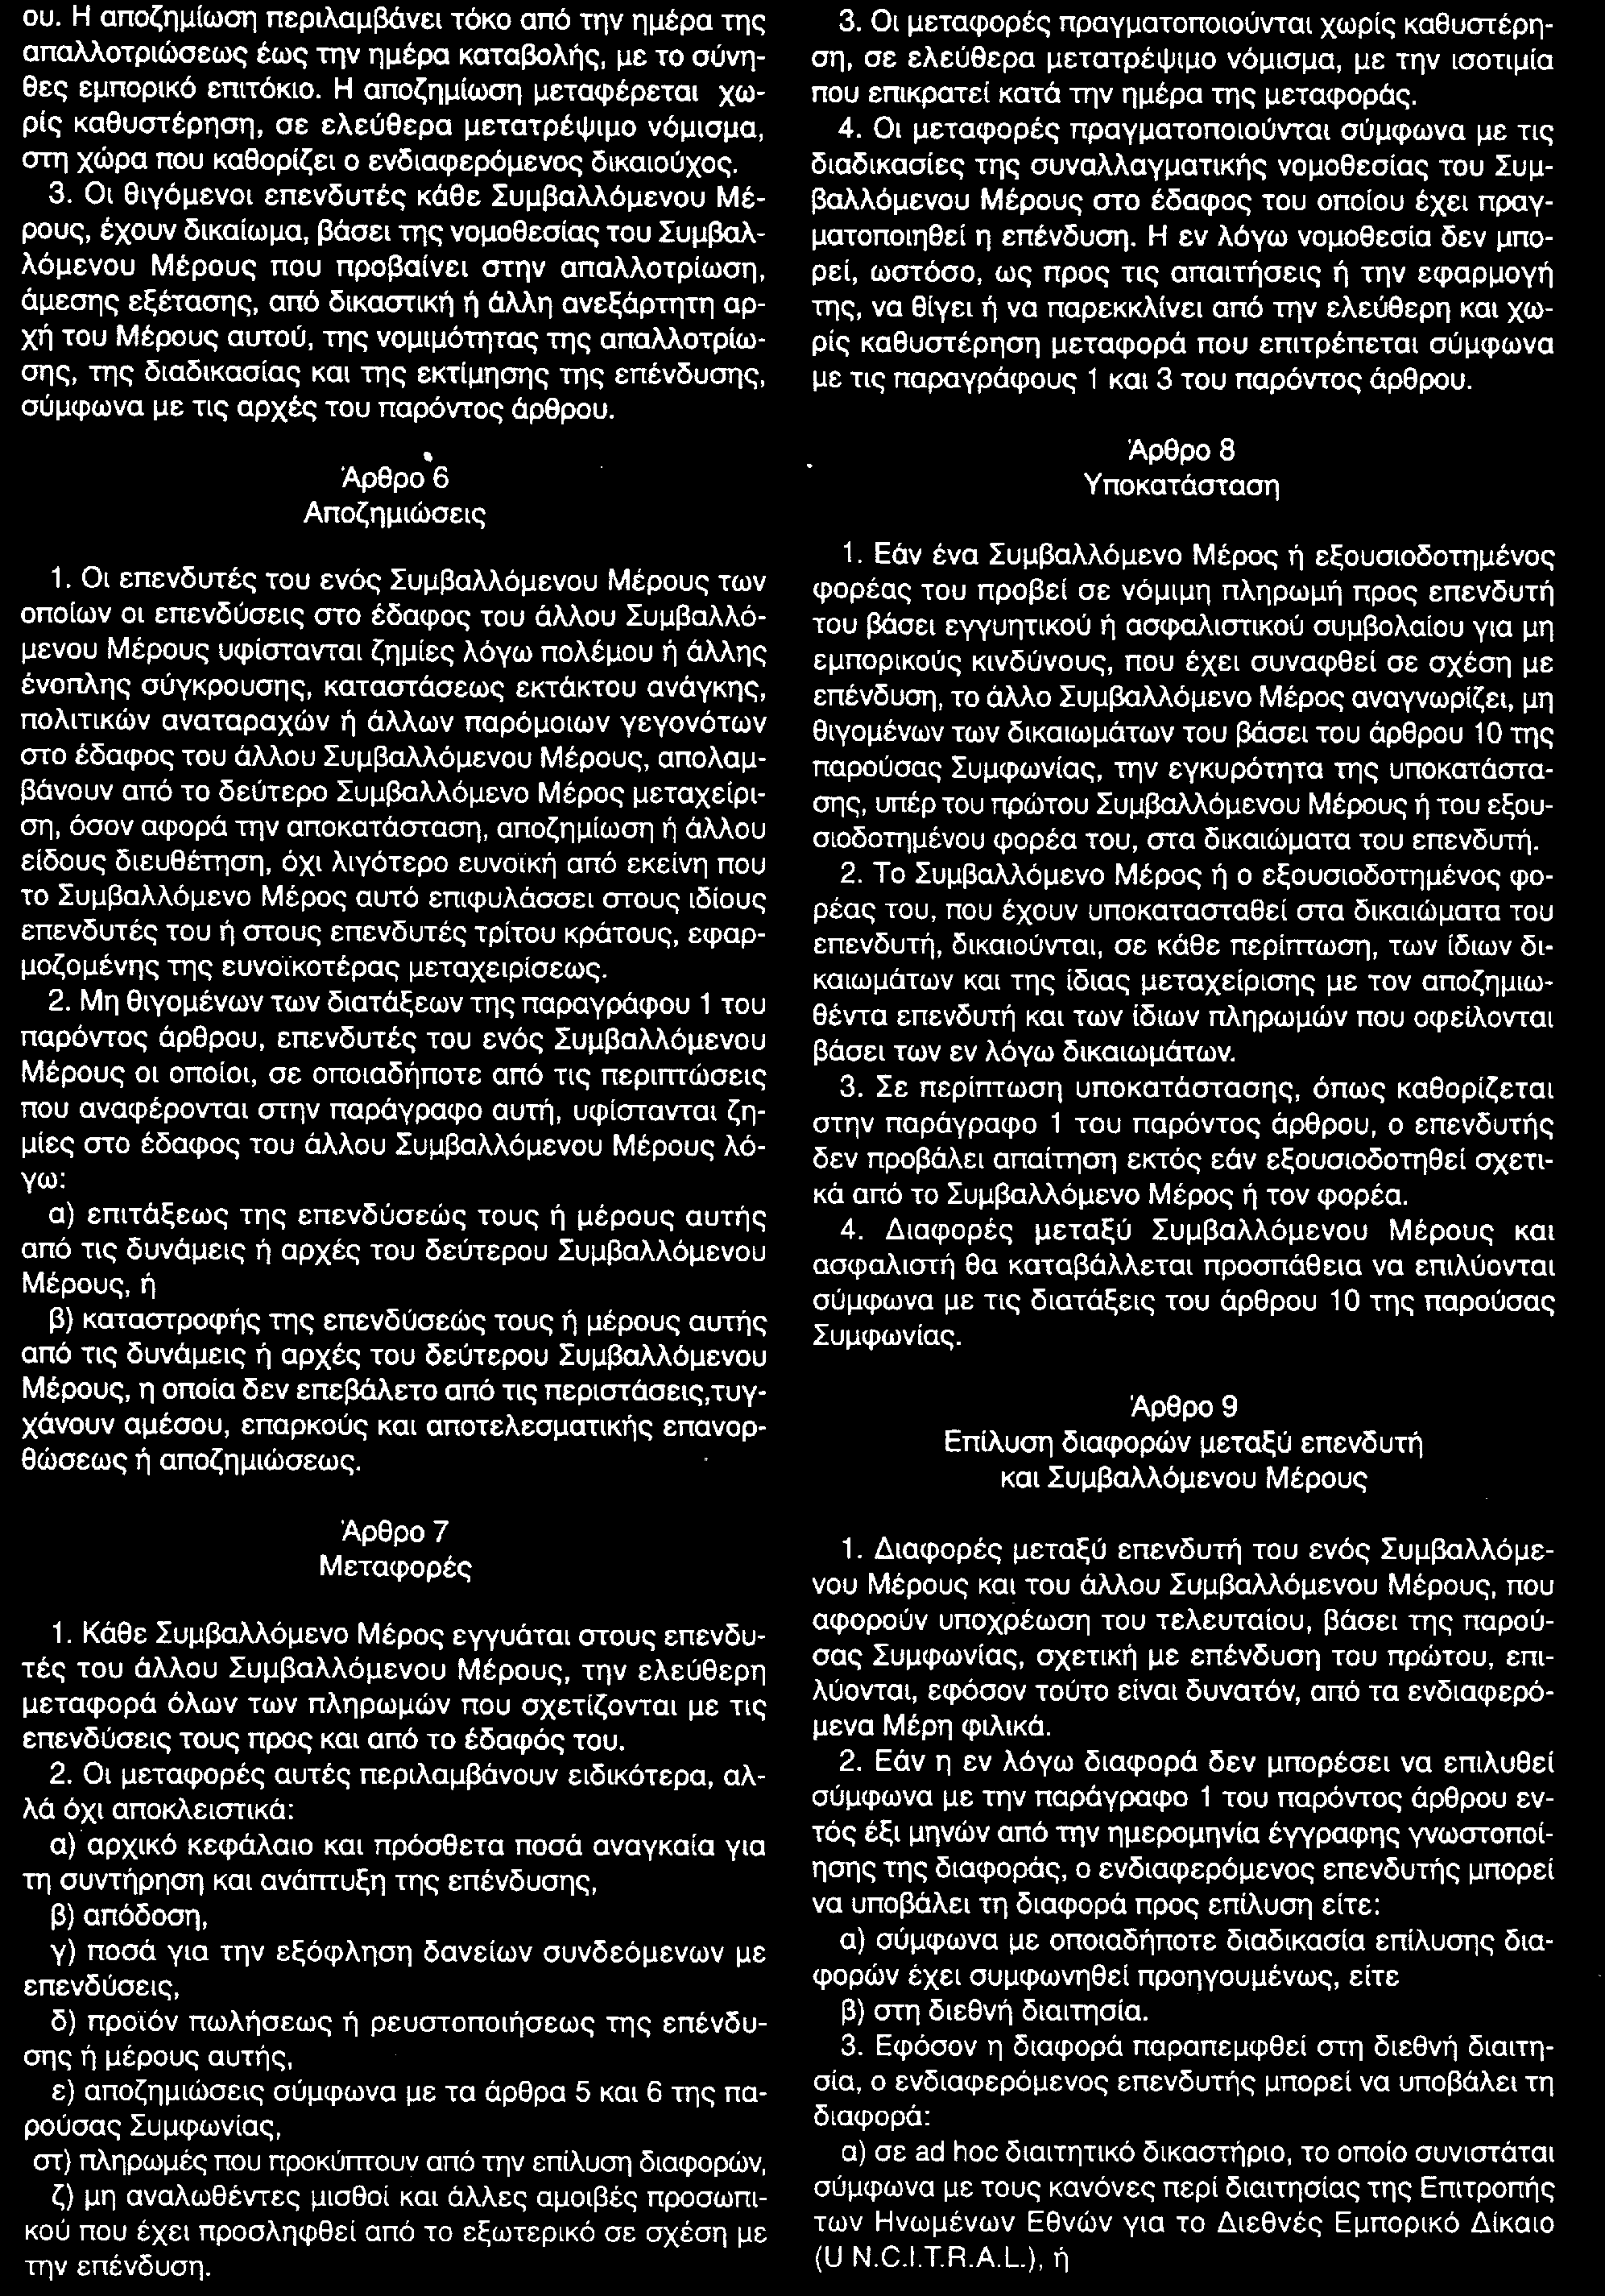 ου. Η αποζημίωση περιλαμβάνει τόκο από την ημέρα της
απαλλοτριώσεως έως την ημέρα καταβολής, με το σύνη-
θες εμπορικό επιτόκιο. Η αποζημίωση μεταφέρεται χω-
ρίς καθυστέρηση, σε ελεύθερα μετατρέψιμο νόμισμα,
στη χώρα που καθορίζει ο ενδιαφερόμενος δικαιούχος.
3. Οι θιγόμενοι επενδυτές κάθε Συμβαλλόμενου Μέ-
ρους, έχουν δικαίωμα, βάσει της νομοθεσίας του Συμβαλ-
λόμενου Μέρους που προβαίνει στην απαλλοτρίωση,
άμεσης εξέτασης, από δικαστική ή άλλη ανεξάρτητη αρ-
χή του Μέρους αυτού, της νομιμότητας της απαλλοτρίω-
σης, της διαδικασίας και της εκτίμησης της επένδυσης,
σύμφωνα με τις αρχές του παρόντος άρθρου.
Άρθρο 6
Αποζημιώσεις
1. Οι επενδυτές του ενός Συμβαλλόμενου Μέρους των
οποίων οι επενδύσεις στο έδαφος του άλλου Συμβαλλό-
μενου Μέρους υφίστανται ζημίες λόγω πολέμου ή άλλης
ένοπλης σύγκρουσης, καταστάσεως εκτάκτου ανάγκης,
πολιτικών αναταραχών ή άλλων παρόμοιων γεγονότων
στο έδαφος του άλλου Συμβαλλόμενου Μέρους, απολαμ-
βάνουν από το δεύτερο Συμβαλλόμενο Μέρος μεταχείρι-
ση, όσον αφορά την αποκατάσταση, αποζημίωση ή άλλου
είδους διευθέτηση, όχι λιγότερο ευνοϊκή από εκείνη που
το Συμβαλλόμενο Μέρος αυτό επιφυλάσσει στους ιδίους
επενδυτές του ή στους επενδυτές τρίτου κράτους, εφαρ-
μοζομένης της ευνοϊκοτέρας μεταχειρίσεως.
2. Μη θιγομένων των διατάξεων της παραγράφου 1 του
παρόντος άρθρου, επενδυτές του ενός Συμβαλλόμενου
Μέρους οι οποίοι, σε οποιαδήποτε από τις περιπτώσεις
που αναφέρονται στην παράγραφο αυτή, υφίστανται ζη-
μίες στο έδαφος του άλλου Συμβαλλόμενου Μέρους λό-
γω:
α) επιτάξεως της επενδύσεώς τους ή μέρους αυτής
από τις δυνάμεις ή αρχές του δεύτερου Συμβαλλόμενου
Μέρους, ή
β) καταστροφής της επενδύσεώς τους ή μέρους αυτής
από τις δυνάμεις ή αρχές του δεύτερου Συμβαλλόμενου
Μέρους, η οποία δεν επεβάλετο από τις περιστάσεις,τυγ-
χάνουν αμέσου, επαρκούς και αποτελεσματικής επανορ-
θώσεως ή αποζημιώσεως.
Άρθρο 7
Μεταφορές
1. Κάθε Συμβαλλόμενο Μέρος εγγυάται στους επενδυ-
τές του άλλου Συμβαλλόμενου Μέρους, την ελεύθερη
μεταφορά όλων των πληρωμών που σχετίζονται με τις
επενδύσεις τους προς και από το έδαφός του.
2. Οι μεταφορές αυτές περιλαμβάνουν ειδικότερα, αλ-
λά όχι αποκλειστικά:
α) αρχικό κεφάλαιο και πρόσθετα ποσά αναγκαία για
τη συντήρηση και ανάπτυξη της επένδυσης,
β) απόδοση,
γ) ποσά για την εξόφληση δανείων συνδεόμενων με
επενδύσεις,
δ) προϊόν πωλήσεως ή ρευστοποιήσεως της επένδυ-
σης ή μέρους αυτής,
ε) αποζημιώσεις σύμφωνα με τα άρθρα 5 και 6 της πα-
ρούσας Συμφωνίας,
στ) πληρωμές που προκύπτουν από την επίλυση διαφορών,
ζ) μη αναλωθέντες μισθοί και άλλες αμοιβές προσωπι-
κού που έχει προσληφθεί από το εξωτερικό σε σχέση με
την επένδυση.
3. Οι μεταφορές πραγματοποιούνται χωρίς καθυστέρη-
ση, σε ελεύθερα μετατρέψιμο νόμισμα, με την ισοτιμία
που επικρατεί κατά την ημέρα της μεταφοράς.
4. Οι μεταφορές πραγματοποιούνται σύμφωνα με τις
διαδικασίες της συναλλαγματικής νομοθεσίας του Συμ-
βαλλόμενου Μέρους στο έδαφος του οποίου έχει πραγ-
ματοποιηθεί η επένδυση. Η εν λόγω νομοθεσία δεν μπο-
ρεί, ωστόσο, ως προς τις απαιτήσεις ή την εφαρμογή
της, να θίγει ή να παρεκκλίνει από την ελεύθερη και χω-
ρίς καθυστέρηση μεταφορά που επιτρέπεται σύμφωνα
με τις παραγράφους 1 και 3 του παρόντος άρθρου.
Άρθρο 8
Υποκατάσταση
1. Εάν ένα Συμβαλλόμενο Μέρος ή εξουσιοδοτημένος
φορέας του προβεί σε νόμιμη πληρωμή προς επενδυτή
του βάσει εγγυητικού ή ασφαλιστικού συμβολαίου για μη
εμπορικούς κινδύνους, που έχει συναφθεί σε σχέση με
επένδυση, το άλλο Συμβαλλόμενο Μέρος αναγνωρίζει, μη
θιγομένων των δικαιωμάτων του βάσει του άρθρου 10 της
παρούσας Συμφωνίας, την εγκυρότητα της υποκατάστα-
σης, υπέρ του πρώτου Συμβαλλόμενου Μέρους ή του εξου-
σιοδοτημένου φορέα του, στα δικαιώματα του επενδυτή.
2. Το Συμβαλλόμενο Μέρος ή ο εξουσιοδοτημένος φο-
ρέας του, που έχουν υποκατασταθεί στα δικαιώματα του
επενδυτή, δικαιούνται, σε κάθε περίπτωση, των ίδιων δι-
καιωμάτων και της ίδιας μεταχείρισης με τον αποζημιω-
θέντα επενδυτή και των ίδιων πληρωμών που οφείλονται
βάσει των εν λόγω δικαιωμάτων.
3. Σε περίπτωση υποκατάστασης, όπως καθορίζεται
στην παράγραφο 1 του παρόντος άρθρου, ο επενδυτής
δεν προβάλει απαίτηση εκτός εάν εξουσιοδοτηθεί σχετι-
κά από το Συμβαλλόμενο Μέρος ή τον φορέα.
4. Διαφορές μεταξύ Συμβαλλόμενου Μέρους και
ασφαλιστή θα καταβάλλεται προσπάθεια να επιλύονται
σύμφωνα με τις διατάξεις του άρθρου 10 της παρούσας
Συμφωνίας.
Άρθρο 9
Επίλυση διαφορών μεταξύ επενδυτή
και Συμβαλλόμενου Μέρους
1. Διαφορές μεταξύ επενδυτή του ενός Συμβαλλόμε-
νου Μέρους και του άλλου Συμβαλλόμενου Μέρους, που
αφορούν υποχρέωση του τελευταίου, βάσει της παρού-
σας Συμφωνίας, σχετική με επένδυση του πρώτου, επι-
λύονται, εφόσον τούτο είναι δυνατόν, από τα ενδιαφερό-
μενα Μέρη φιλικά.
2. Εάν η εν λόγω διαφορά δεν μπορέσει να επιλυθεί
σύμφωνα με την παράγραφο 1 του παρόντος άρθρου εν-
τός έξι μηνών από την ημερομηνία έγγραφης γνωστοποί-
ησης της διαφοράς, ο ενδιαφερόμενος επενδυτής μπορεί
να υποβάλει τη διαφορά προς επίλυση είτε:
α) σύμφωνα με οποιαδήποτε διαδικασία επίλυσης δια-
φορών έχει συμφωνηθεί προηγουμένως, είτε
β) στη διεθνή διαιτησία.
3. Εφόσον η διαφορά παραπεμφθεί στη διεθνή διαιτη-
σία, ο ενδιαφερόμενος επενδυτής μπορεί να υποβάλει τη
διαφορά:
α) σε ad hoc διαιτητικό δικαστήριο, το οποίο συνιστάται
σύμφωνα με τους κανόνες περί διαιτησίας της Επιτροπής
των Ηνωμένων Εθνών για το Διεθνές Εμπορικό Δίκαιο
(U N.C.I.T.R.A.L.), ή